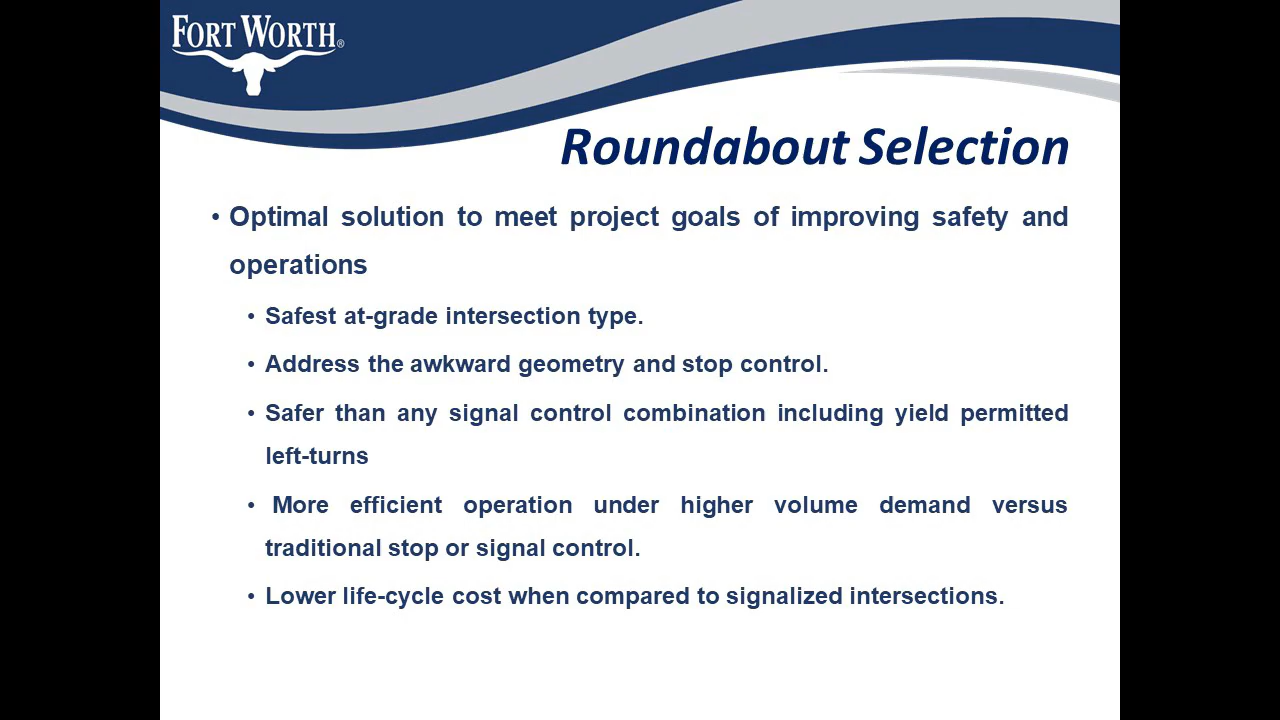 FORT WORTH®
Roundabout Selection
• Optimal solution to meet project goals of improving safety and
operations
• Safest at-grade intersection type.
• Address the awkward geometry and stop control.
• Safer than any signal control combination including yield permitted
left-turns
• More efficient operation under higher volume demand versus
traditional stop or signal control.
• Lower life-cycle cost when compared to signalized intersections.